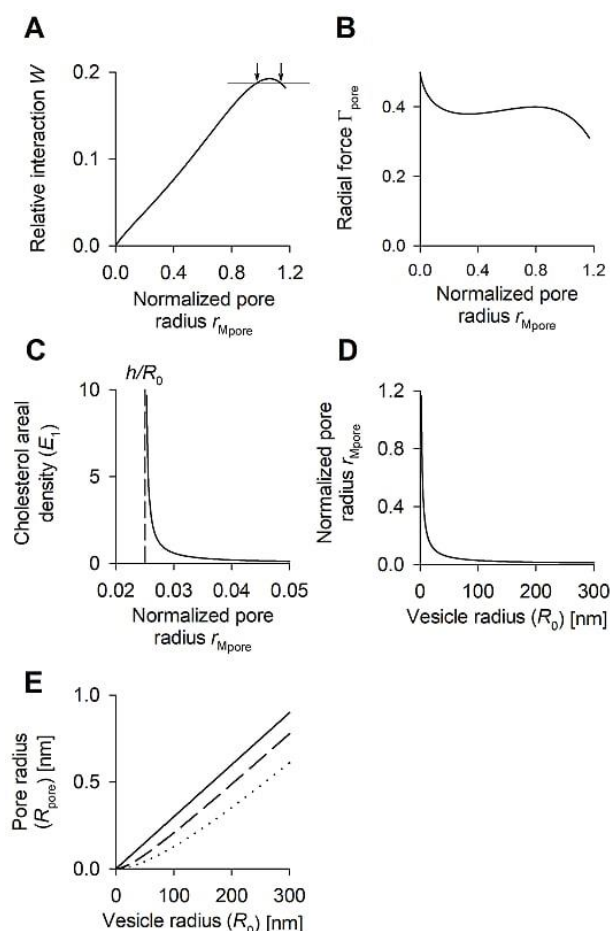 A
Relative interaction W
0.2
0.1
0.0
0.0 0.4 0.8 1.2
Normalized pore
radius rMpore
B
Radial force Γpore
0.4
0.2
0.0
0.0 0.4 0.8 1.2
Normalized pore
radius rMpore
C
h/R0
Cholesterol areal
density (E1)
10
5
0
0.02 0.03 0.04 0.05
Normalized pore
radius rMpore
D
Normalized pore
radius rMpore
1.2
0.8
0.4
0.0
0 100 200 300
Vesicle radius (R0) [nm]
E
Pore radius
(Rpore) [nm]
1.0
0.5
0.0
0 100 200 300
Vesicle radius (R0) [nm]